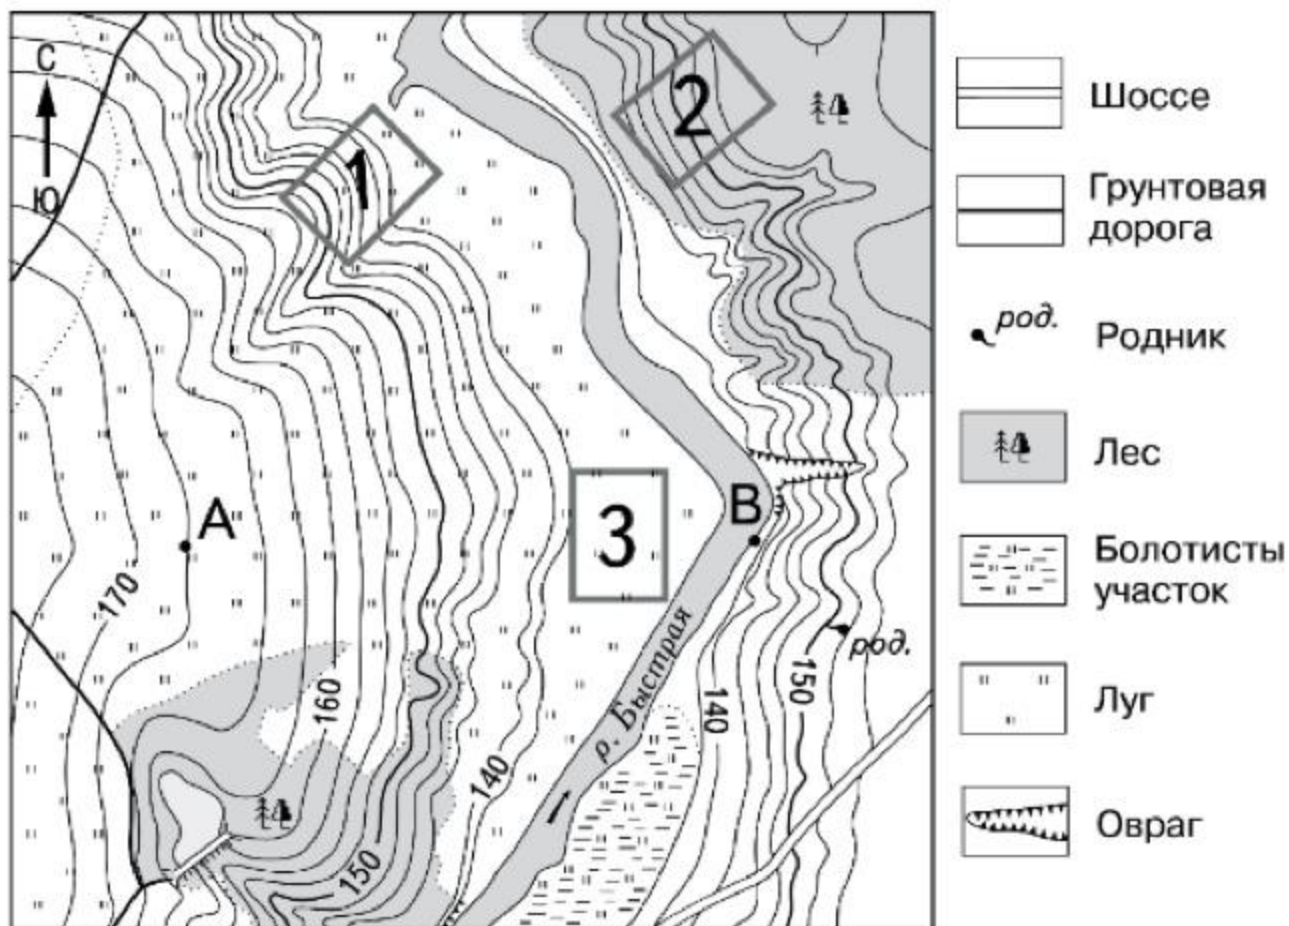 С
Ю
1
2
3
А
В
170
160
150
140
140
150
род.
р. Быстрая
Шоссе
Грунтовая
дорога
род.
Родник
Лес
Болотисты
участок
Луг
Овраг